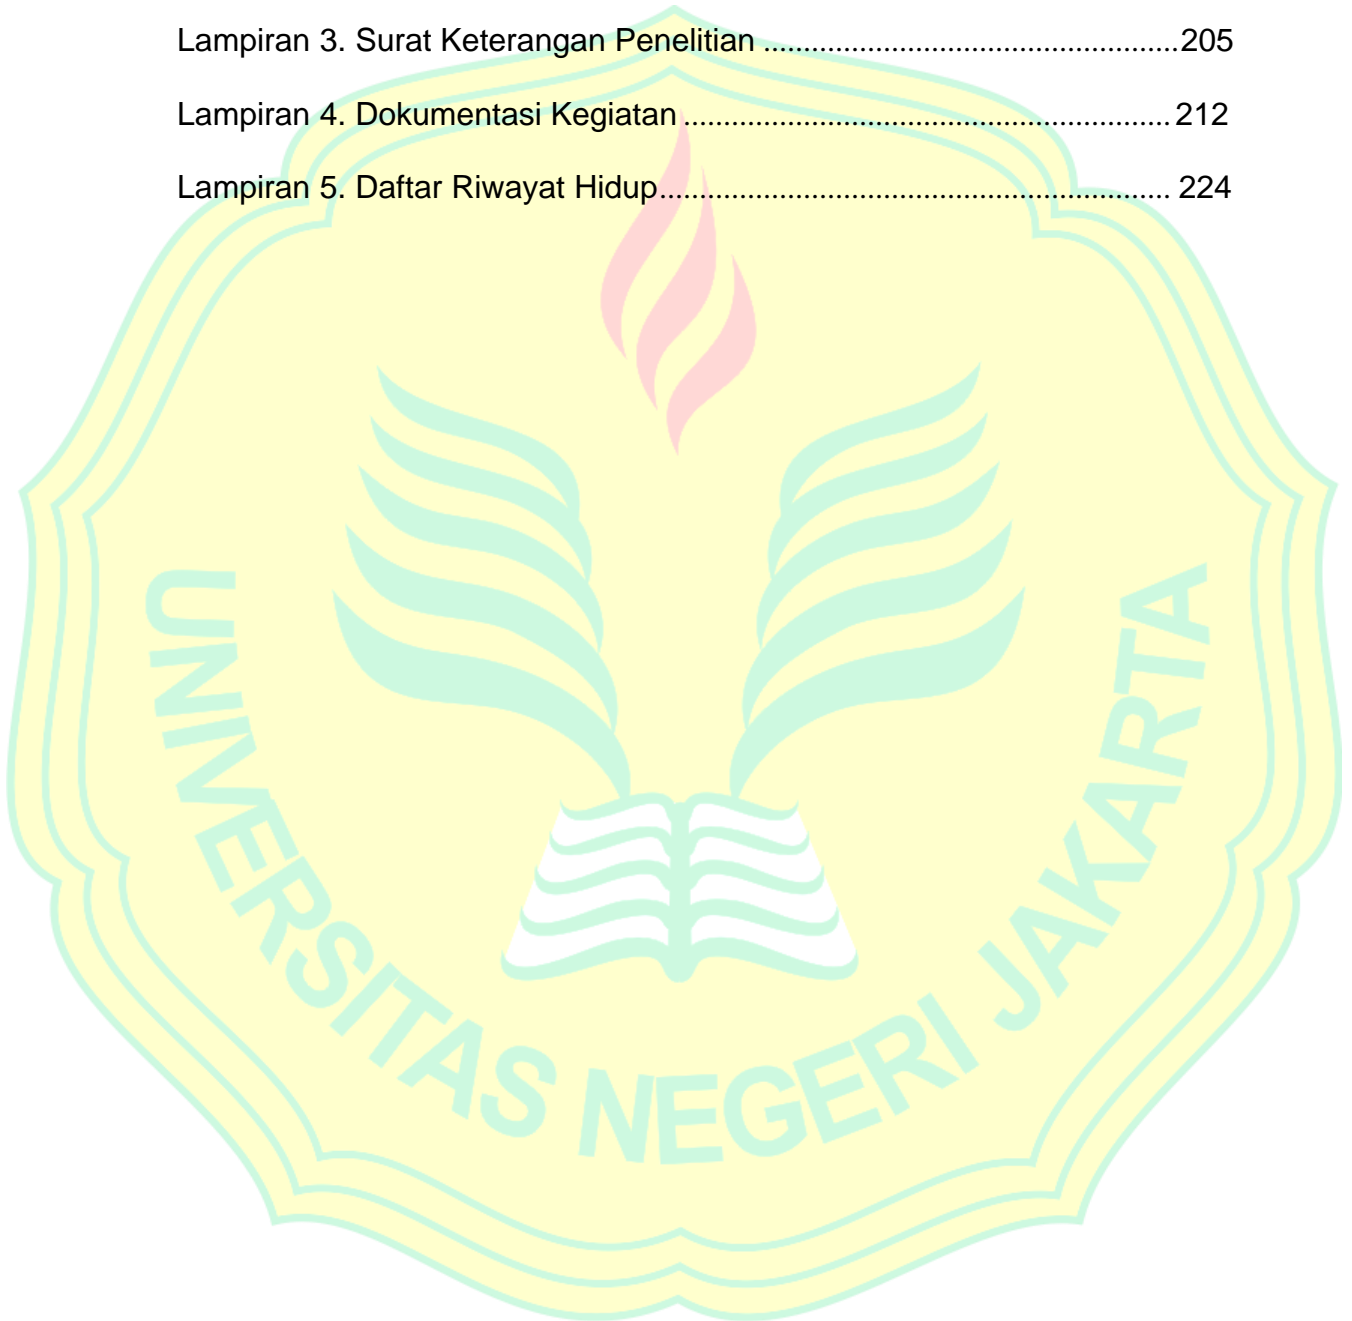 Lampiran 3. Surat Keterangan Penelitian ....................................................205
Lampiran 4. Dokumentasi Kegiatan ............................................................. 212
Lampiran 5. Daftar Riwayat Hidup................................................................ 224
UNIVERSITAS NEGERI JAKARTA